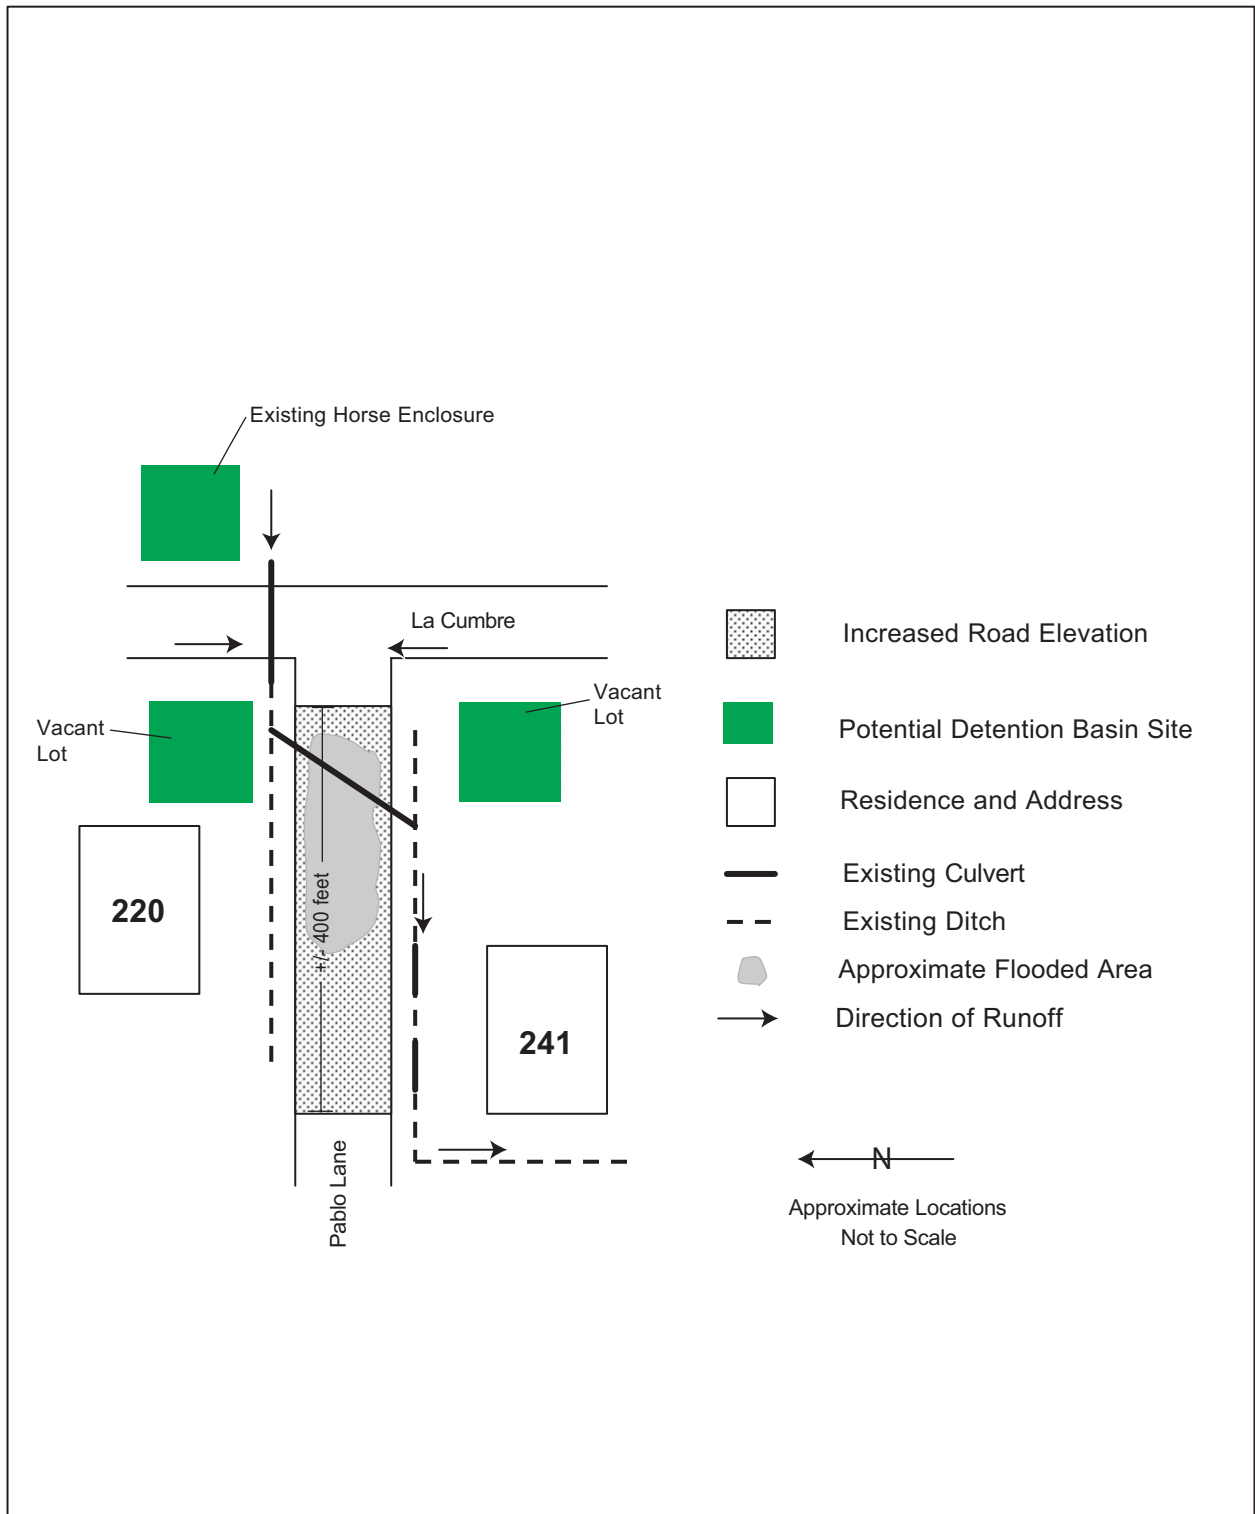 Existing Horse Enclosure
La Cumbre
Vacant
Lot
Vacant
Lot
220
+/- 400 feet
241
Pablo Lane
Increased Road Elevation
Potential Detention Basin Site
Residence and Address
Existing Culvert
Existing Ditch
Approximate Flooded Area
Direction of Runoff
N
Approximate Locations
Not to Scale